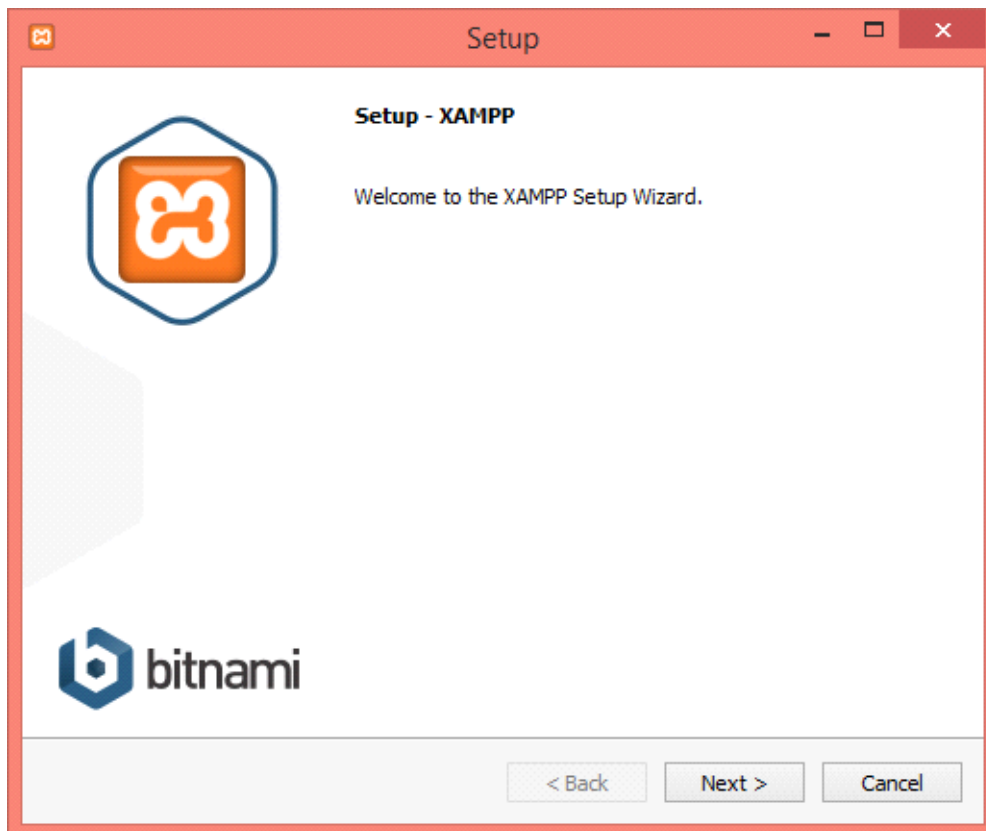 Setup
Setup - XAMPP
Welcome to the XAMPP Setup Wizard.
bitnami
< Back Next > Cancel